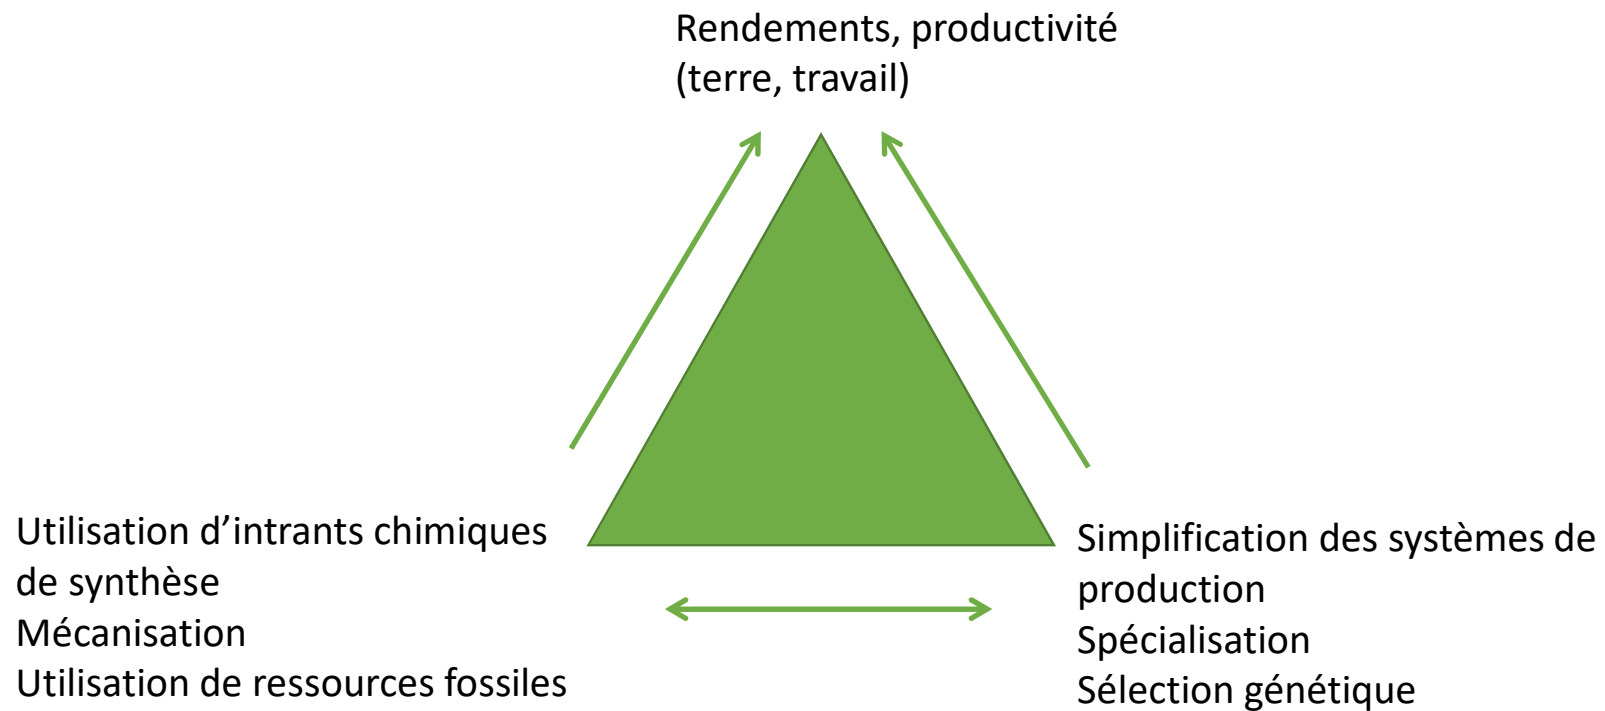 Rendements, productivité
(terre, travail)
Utilisation d’intrants chimiques
de synthèse
Mécanisation
Utilisation de ressources fossiles
Simplification des systèmes de
production
Spécialisation
Sélection génétique